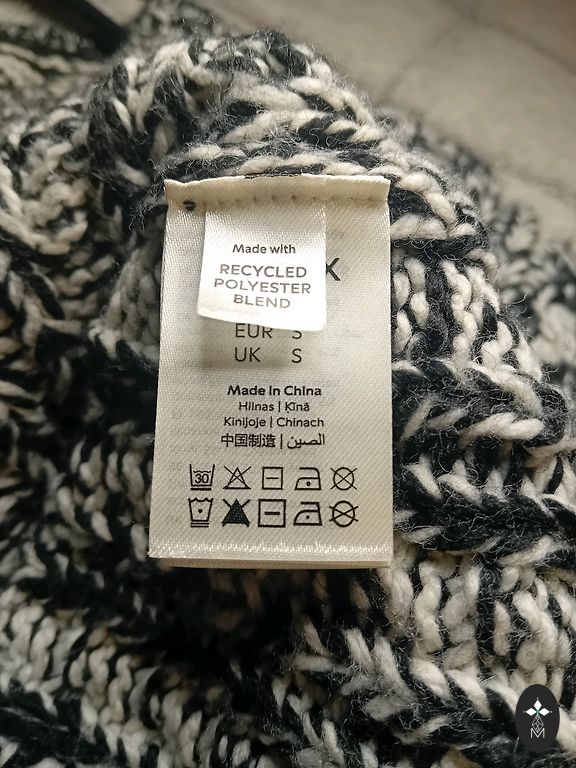 Made with
RECYCLED
POLYESTER
BLEND
X
EUR S
UK S
Made in China
Hiinas | Ķīnā
Kinijoje | Chinach
中国制造 | الصين
30